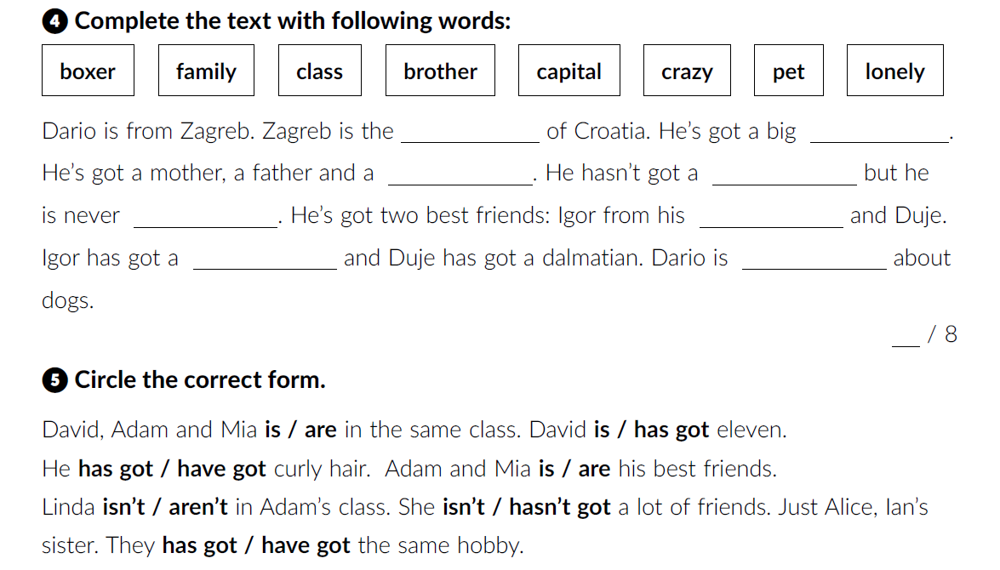 4 Complete the text with following words:
boxer family class brother capital crazy pet lonely
Dario is from Zagreb. Zagreb is the ____________ of Croatia. He’s got a big ____________.
He’s got a mother, a father and a ____________. He hasn’t got a ____________ but he
is never ____________. He’s got two best friends: Igor from his ____________ and Duje.
Igor has got a ____________ and Duje has got a dalmatian. Dario is ____________ about
dogs.
__ / 8
5 Circle the correct form.
David, Adam and Mia is / are in the same class. David is / has got eleven.
He has got / have got curly hair. Adam and Mia is / are his best friends.
Linda isn’t / aren’t in Adam’s class. She isn’t / hasn’t got a lot of friends. Just Alice, Ian’s
sister. They has got / have got the same hobby.